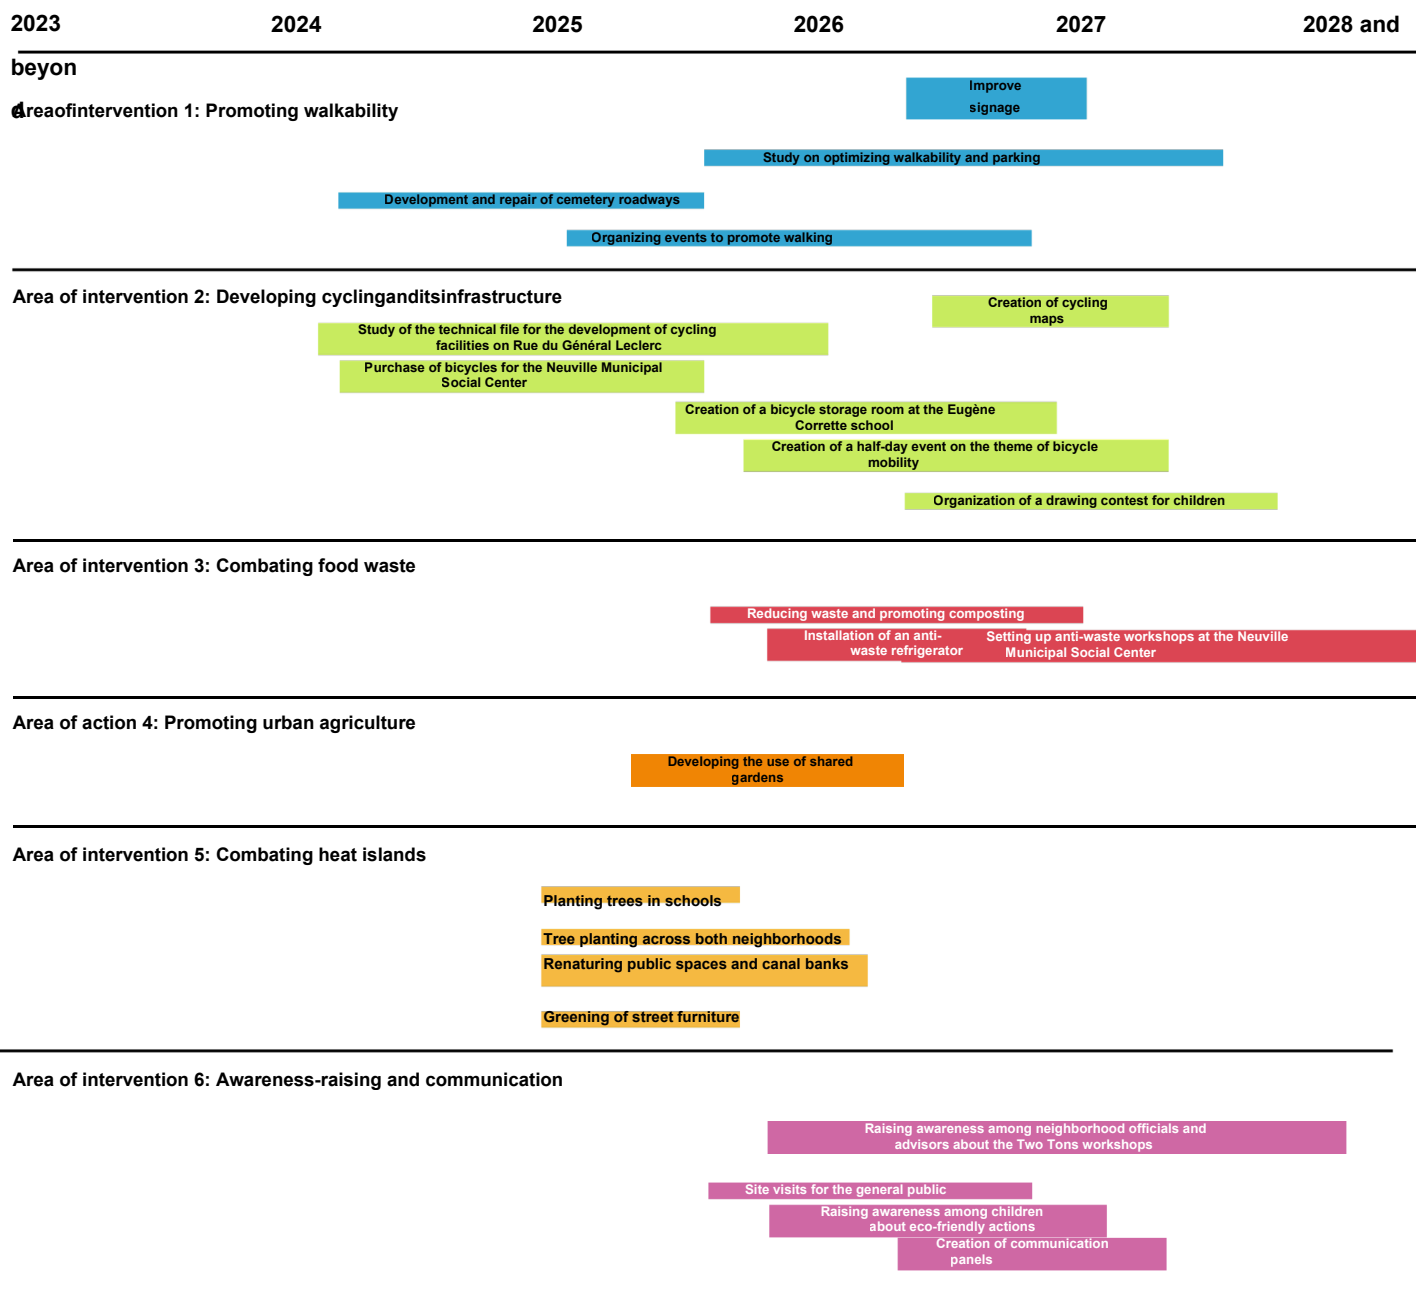 2023 2024 2025 2026 2027 2028 and
beyon
d
Areaofintervention 1: Promoting walkability
Improve
signage
Study on optimizing walkability and parking
Development and repair of cemetery roadways
Organizing events to promote walking
Area of intervention 2: Developing cyclinganditsinfrastructure
Creation of cycling
maps
Study of the technical file for the development of cycling
facilities on Rue du Général Leclerc
Purchase of bicycles for the Neuville Municipal
Social Center
Creation of a bicycle storage room at the Eugène
Corrette school
Creation of a half-day event on the theme of bicycle
mobility
Organization of a drawing contest for children
Area of intervention 3: Combating food waste
Reducing waste and promoting composting
Installation of an anti-
waste refrigerator
Setting up anti-waste workshops at the Neuville
Municipal Social Center
Area of action 4: Promoting urban agriculture
Developing the use of shared
gardens
Area of intervention 5: Combating heat islands
Planting trees in schools
Tree planting across both neighborhoods
Renaturing public spaces and canal banks
Greening of street furniture
Area of intervention 6: Awareness-raising and communication
Raising awareness among neighborhood officials and
advisors about the Two Tons workshops
Site visits for the general public
Raising awareness among children
about eco-friendly actions
Creation of communication
panels